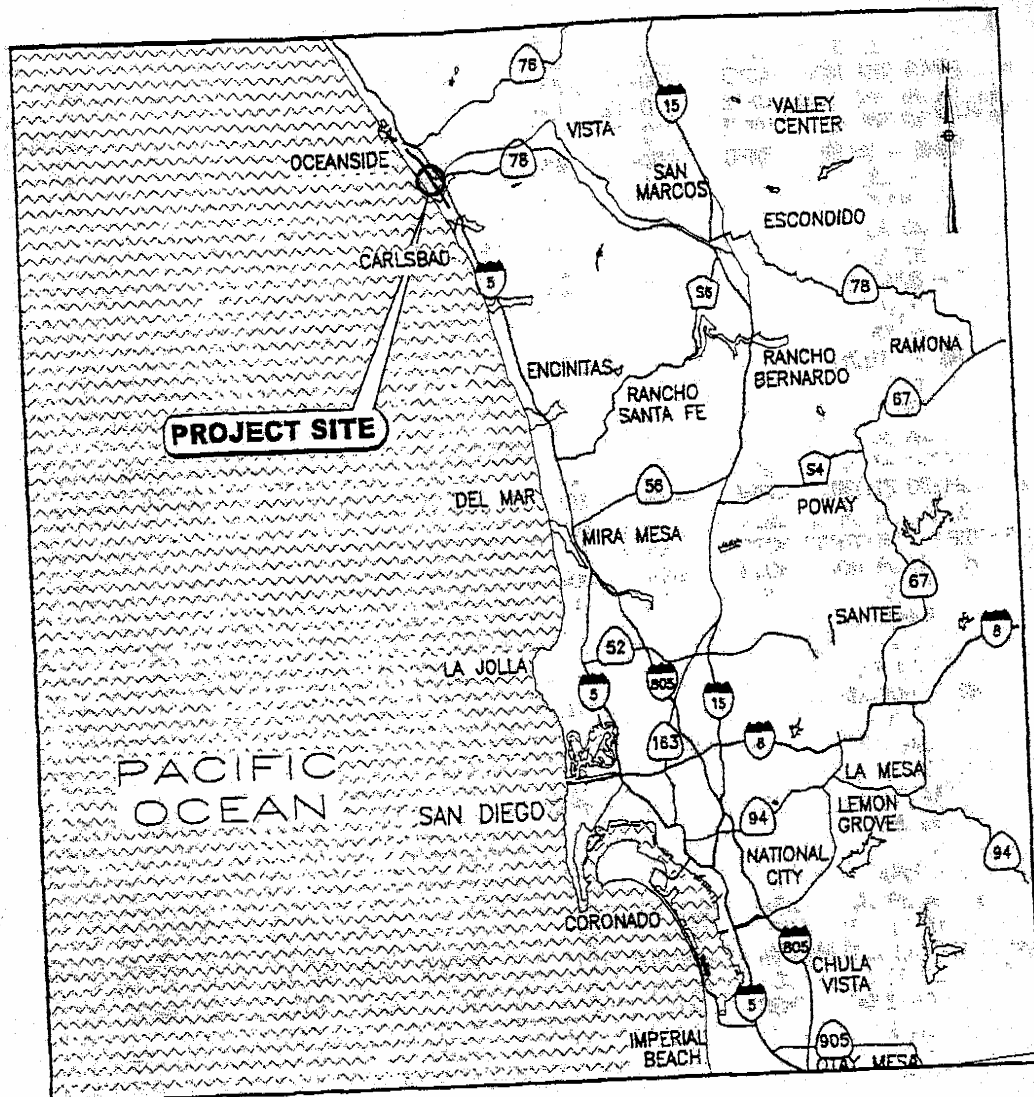 76
N
15
VALLEY
CENTER
VISTA
OCEANSIDE
78
SAN
MARCOS
ESCONDIDO
CARLSBAD
5
S6
78
ENCINITAS
RANCHO
BERNARDO
RAMONA
RANCHO
SANTA FE
67
PROJECT SITE
S4
56
DEL MAR
POWAY
MIRA MESA
67
SANTEE
8
52
LA JOLLA
805
5
15
163
8
PACIFIC
OCEAN
LA MESA
SAN DIEGO
94
LEMON
GROVE
NATIONAL
CITY
94
CORONADO
805
CHULA
VISTA
5
IMPERIAL
BEACH
905
OTAY MESA